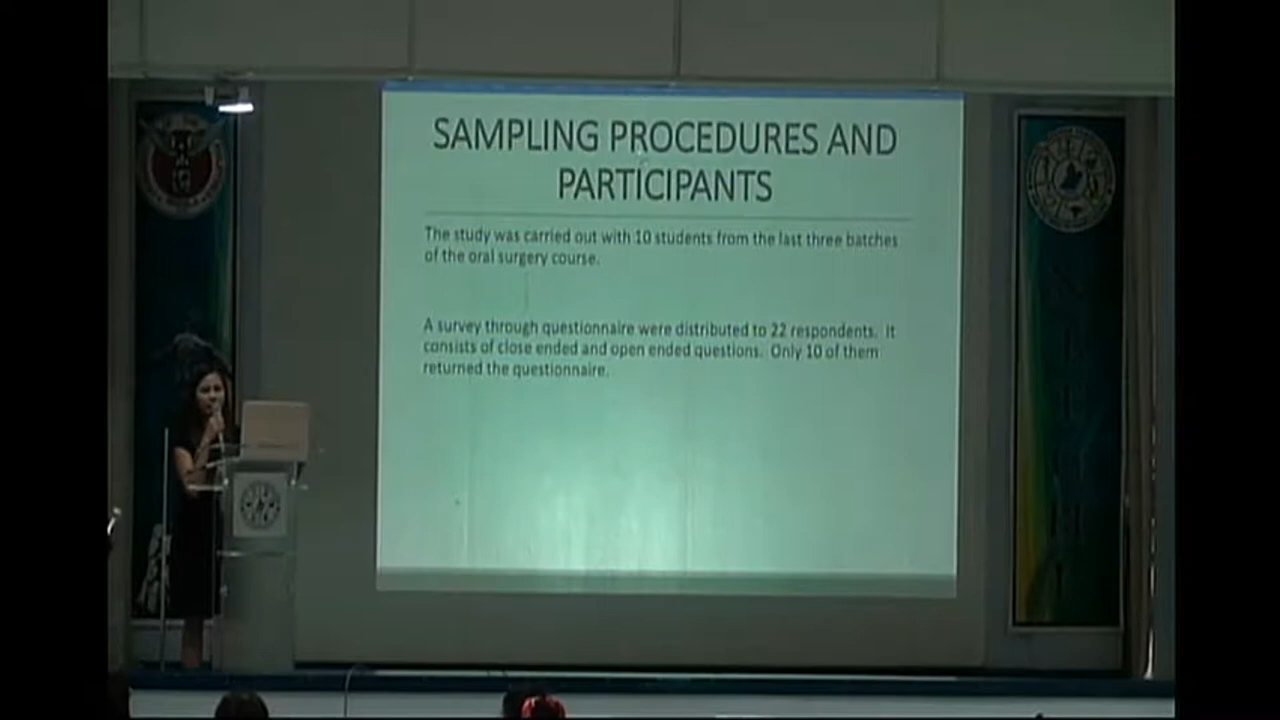 SAMPLING PROCEDURES AND
PARTICIPANTS
The study was carried out with 10 students from the last three batches
of the oral surgery course.
A survey through questionnaire were distributed to 22 respondents. It
consists of close ended and open ended questions. Only 10 of them
returned the questionnaire.